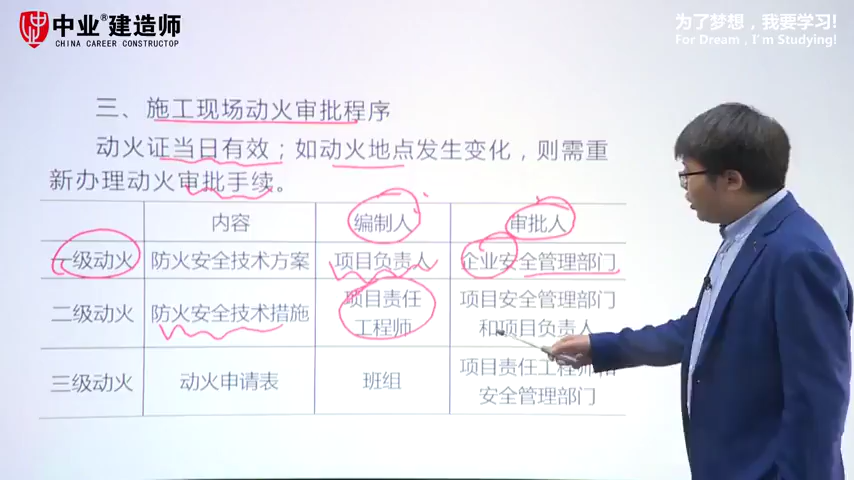 中业®建造师
CHINA CAREER CONSTRUCTOP
为了梦想，我要学习!
For Dream , I´m Studying!
三、施工现场动火审批程序
动火证当日有效；如动火地点发生变化，则需重
新办理动火审批手续。
内容 编制人 审批人
一级动火 防火安全技术方案 项目负责人 企业安全管理部门
二级动火 防火安全技术措施 项目责任
工程师 项目安全管理部门
和项目负责人
三级动火 动火申请表 班组 项目责任工程师和
安全管理部门